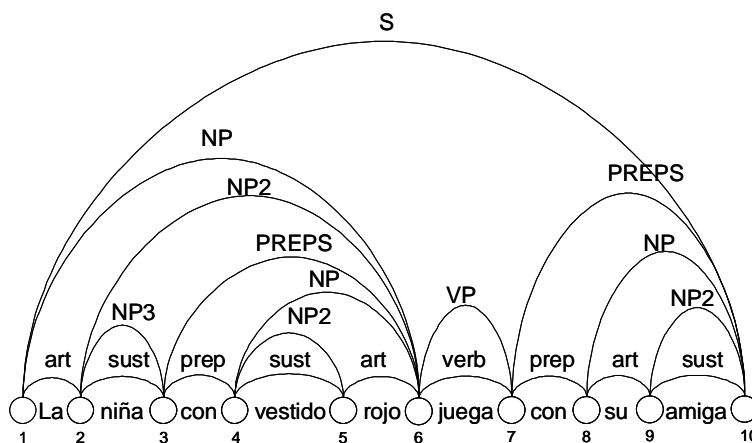 S
NP
NP2
PREPS
PREPS
NP
NP
NP2
VP
NP3
NP2
art sust prep sust art verb prep art sust
La niña con vestido rojo juega con su amiga
1 2 3 4 5 6 7 8 9 10